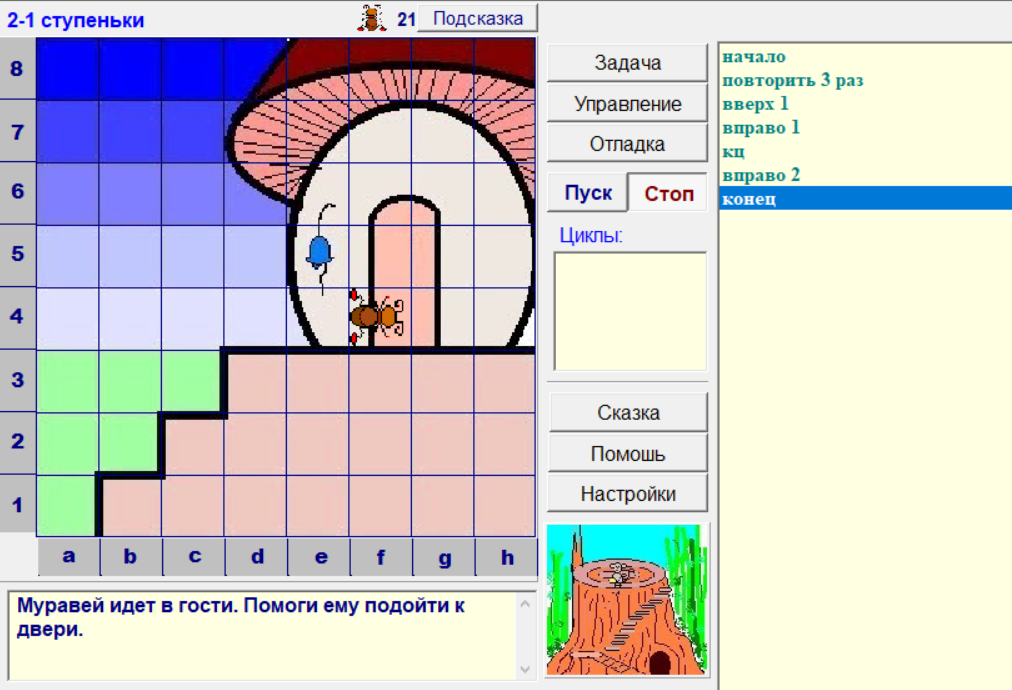 2-1 ступеньки
21
Подсказка
8
7
6
5
4
3
2
1
a b c d e f g h
Муравей идет в гости. Помоги ему подойти к
двери.
Задача
Управление
Отладка
Пуск Стоп
Циклы:
Сказка
Помошь
Настройки
начало
повторить 3 раз
вверх 1
вправо 1
кц
вправо 2
конец